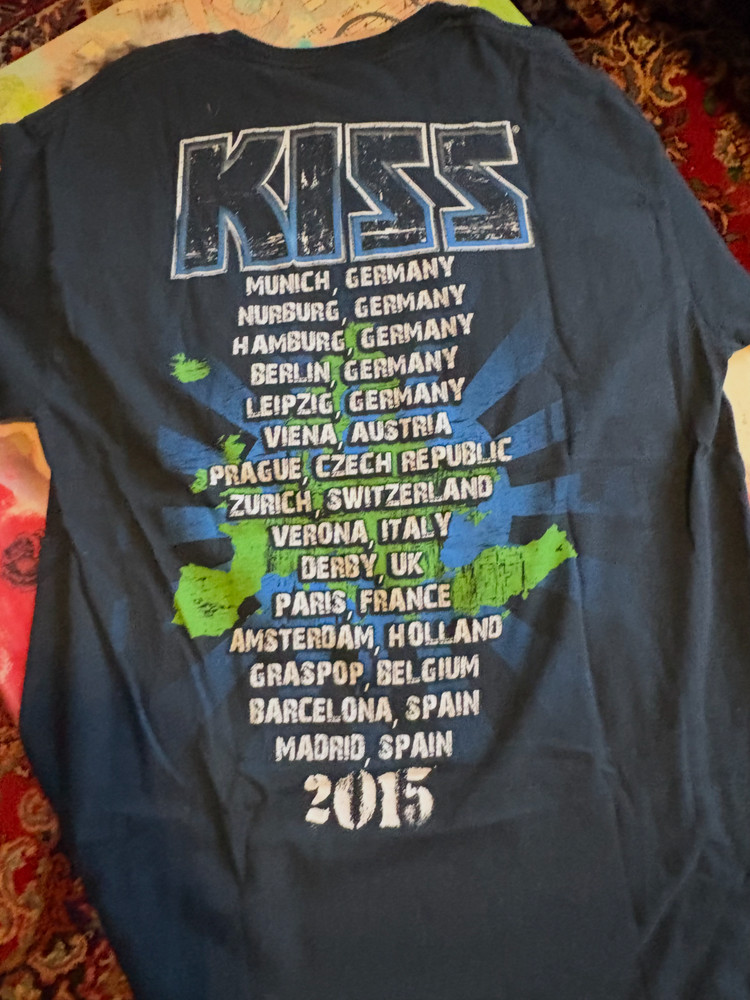 KISS
MUNICH, GERMANY
NURBURG, GERMANY
HAMBURG, GERMANY
BERLIN, GERMANY
LEIPZIG, GERMANY
VIENA, AUSTRIA
PRAGUE, CZECH REPUBLIC
ZURICH, SWITZERLAND
VERONA, ITALY
DERBY, UK
PARIS, FRANCE
AMSTERDAM, HOLLAND
GRASPOP, BELGIUM
BARCELONA, SPAIN
MADRID, SPAIN
2015